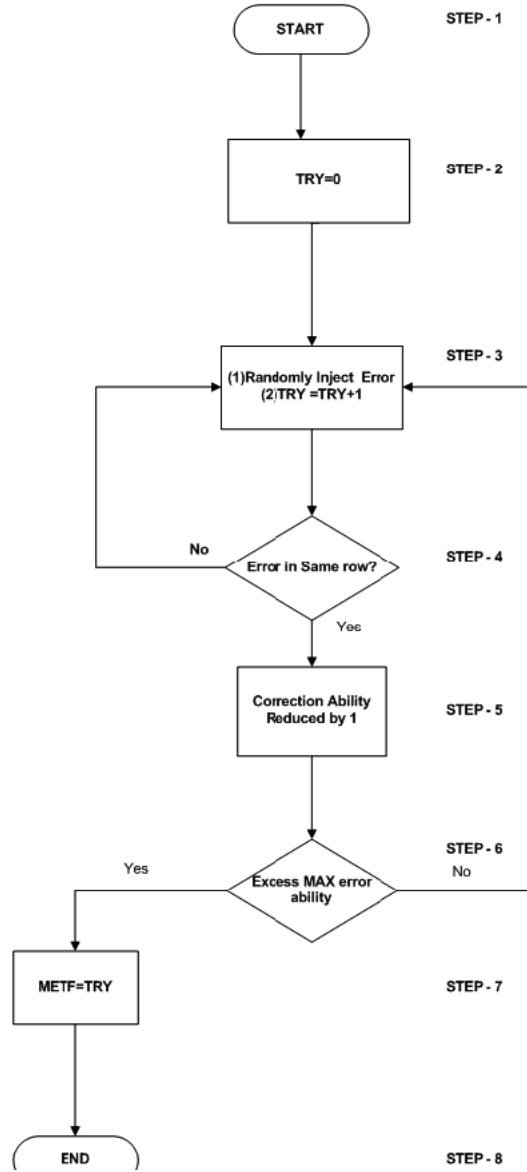 START
STEP - 1
TRY=0
STEP - 2
STEP - 3
(1)Randomly Inject Error
(2)TRY =TRY+1
No
Error in Same row?
STEP - 4
Yes
Correction Ability
Reduced by 1
STEP - 5
STEP - 6
Yes
Excess MAX error
ability
No
METF=TRY
STEP - 7
END
STEP - 8